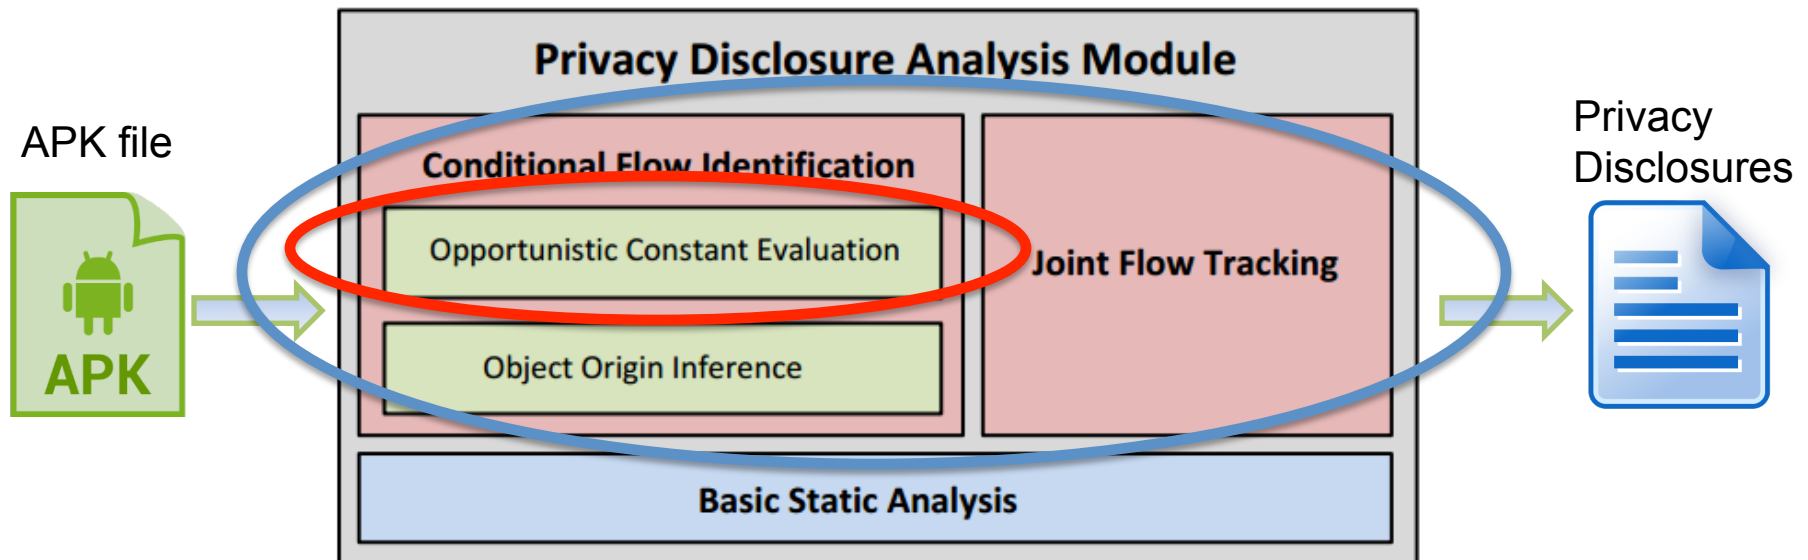 Privacy Disclosure Analysis Module
APK file
APK
Conditional Flow Identification
Opportunistic Constant Evaluation
Object Origin Inference
Joint Flow Tracking
Basic Static Analysis
Privacy
Disclosures